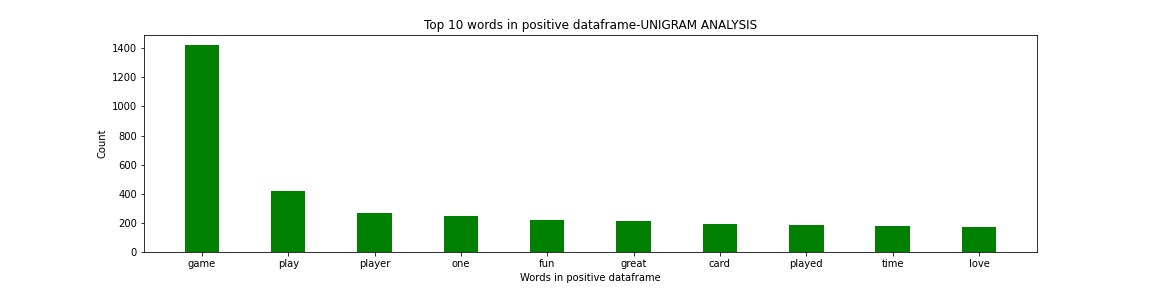 Top 10 words in positive dataframe-UNIGRAM ANALYSIS
Count
1400
1200
1000
800
600
400
200
0
game play player one fun great card played time love
Words in positive dataframe